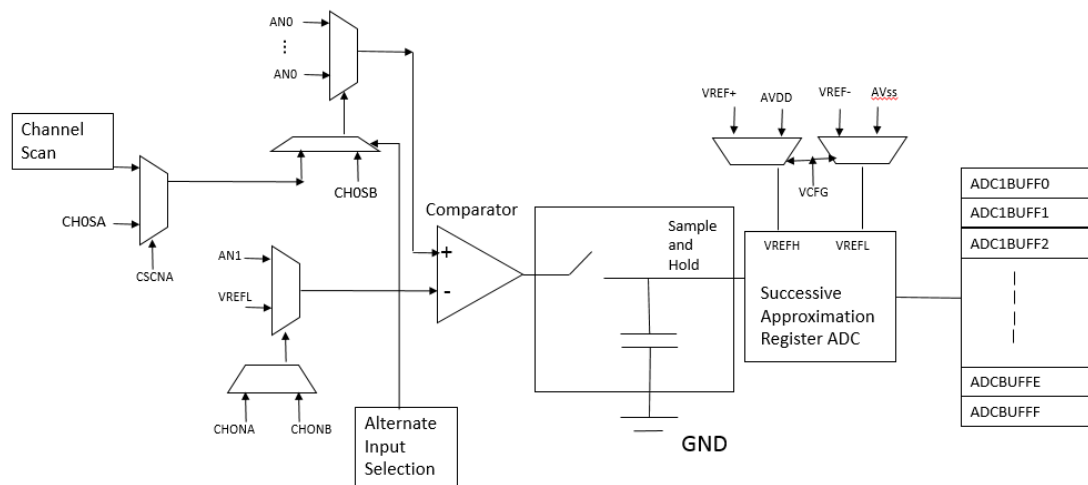 AN0
⋮
AN0
Channel
Scan
CH0SA
CSCNA
CH0SB
AN1
VREFL
CHONA
CHONB
Alternate
Input
Selection
Comparator
+
-
Sample
and
Hold
GND
VREF+
AVDD
VREF-
AVss
VCFG
VREFH
VREFL
Successive
Approximation
Register ADC
ADC1BUFF0
ADC1BUFF1
ADC1BUFF2
ADCBUFFE
ADCBUFFF